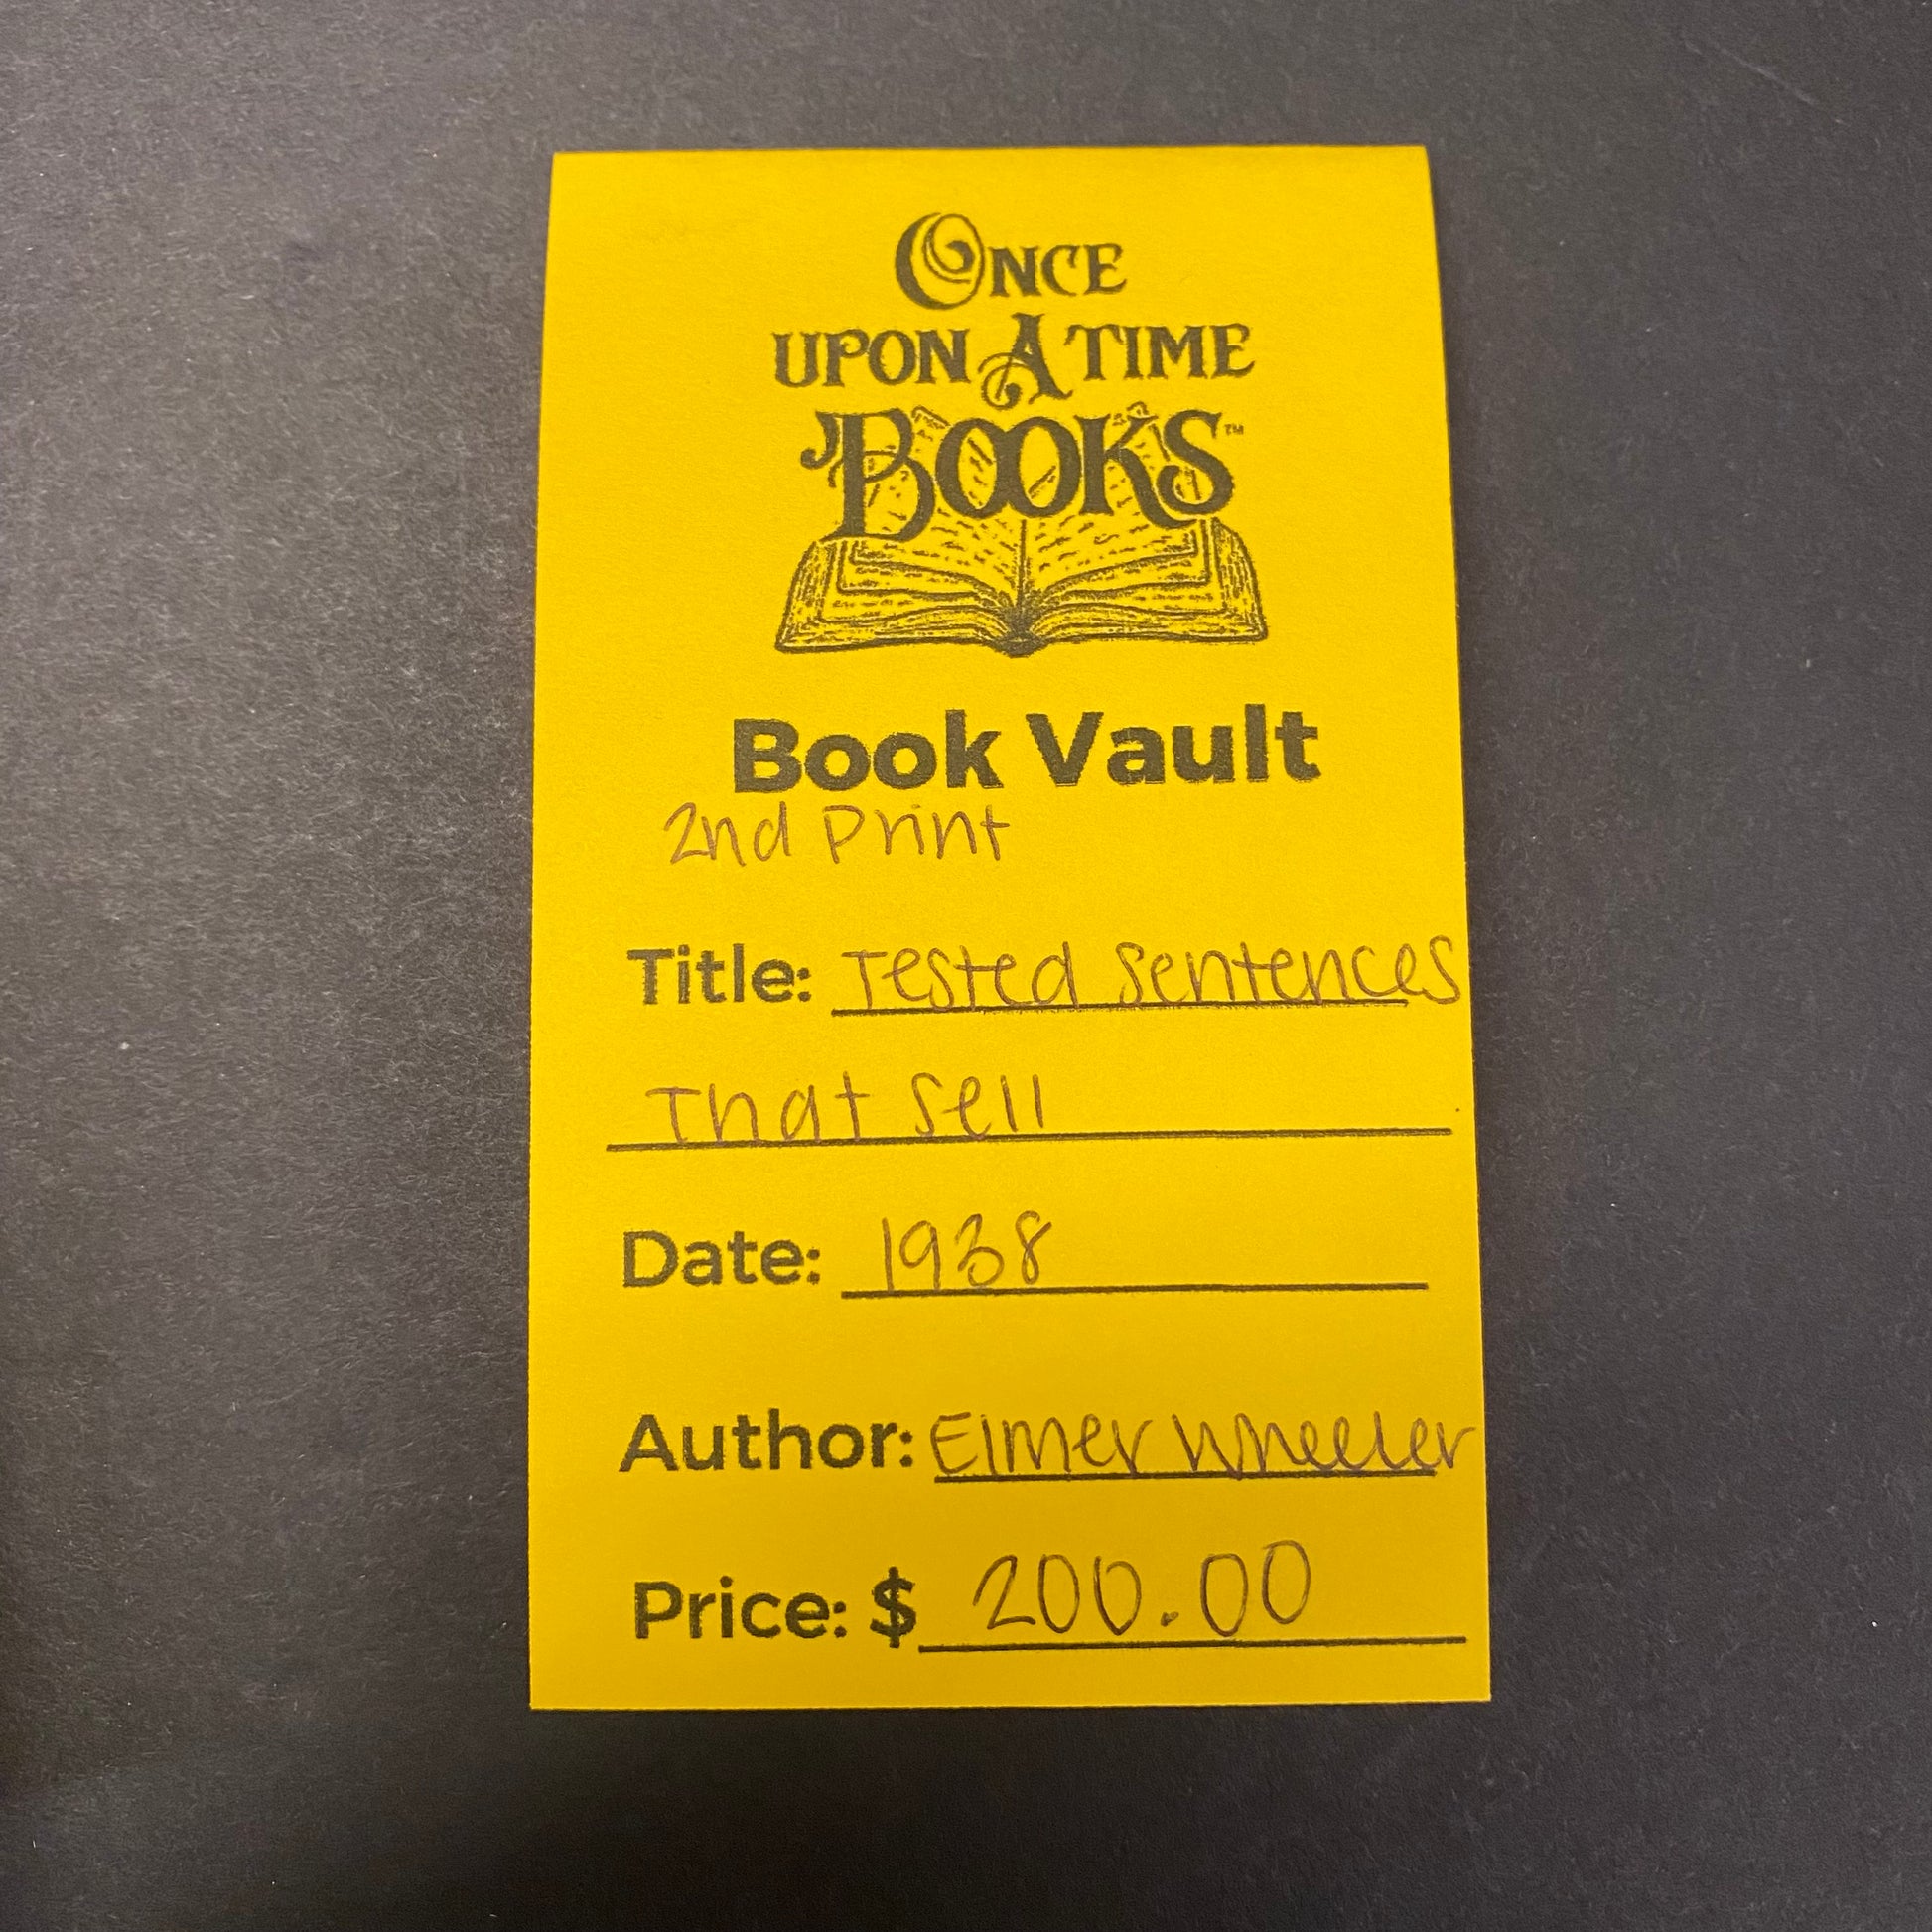 ONCE
UPON A TIME
BOOKS™
Book Vault
2nd Print
Title: Tested Sentences
That Sell
Date: 1938
Author: Elmer Wheeler
Price: $ 200.00